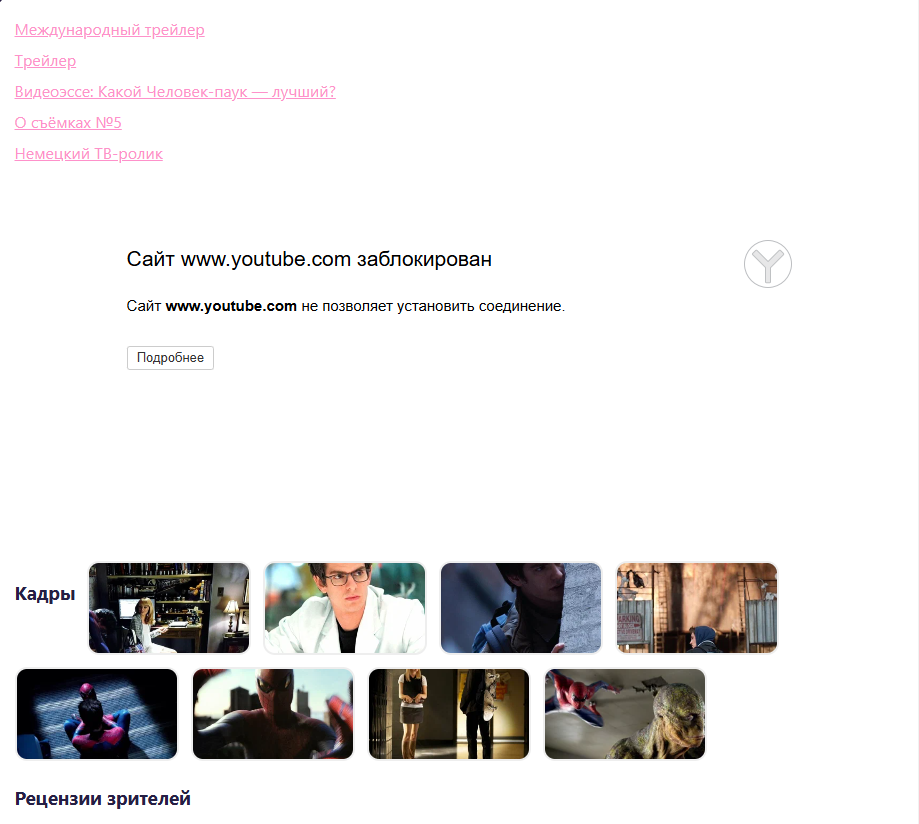 Международный трейлер
Трейлер
Видеоэссе: Какой Человек-паук — лучший?
О съёмках №5
Немецкий ТВ-ролик
Сайт www.youtube.com заблокирован
Сайт www.youtube.com не позволяет установить соединение.
Подробнее
Кадры
Рецензии зрителей